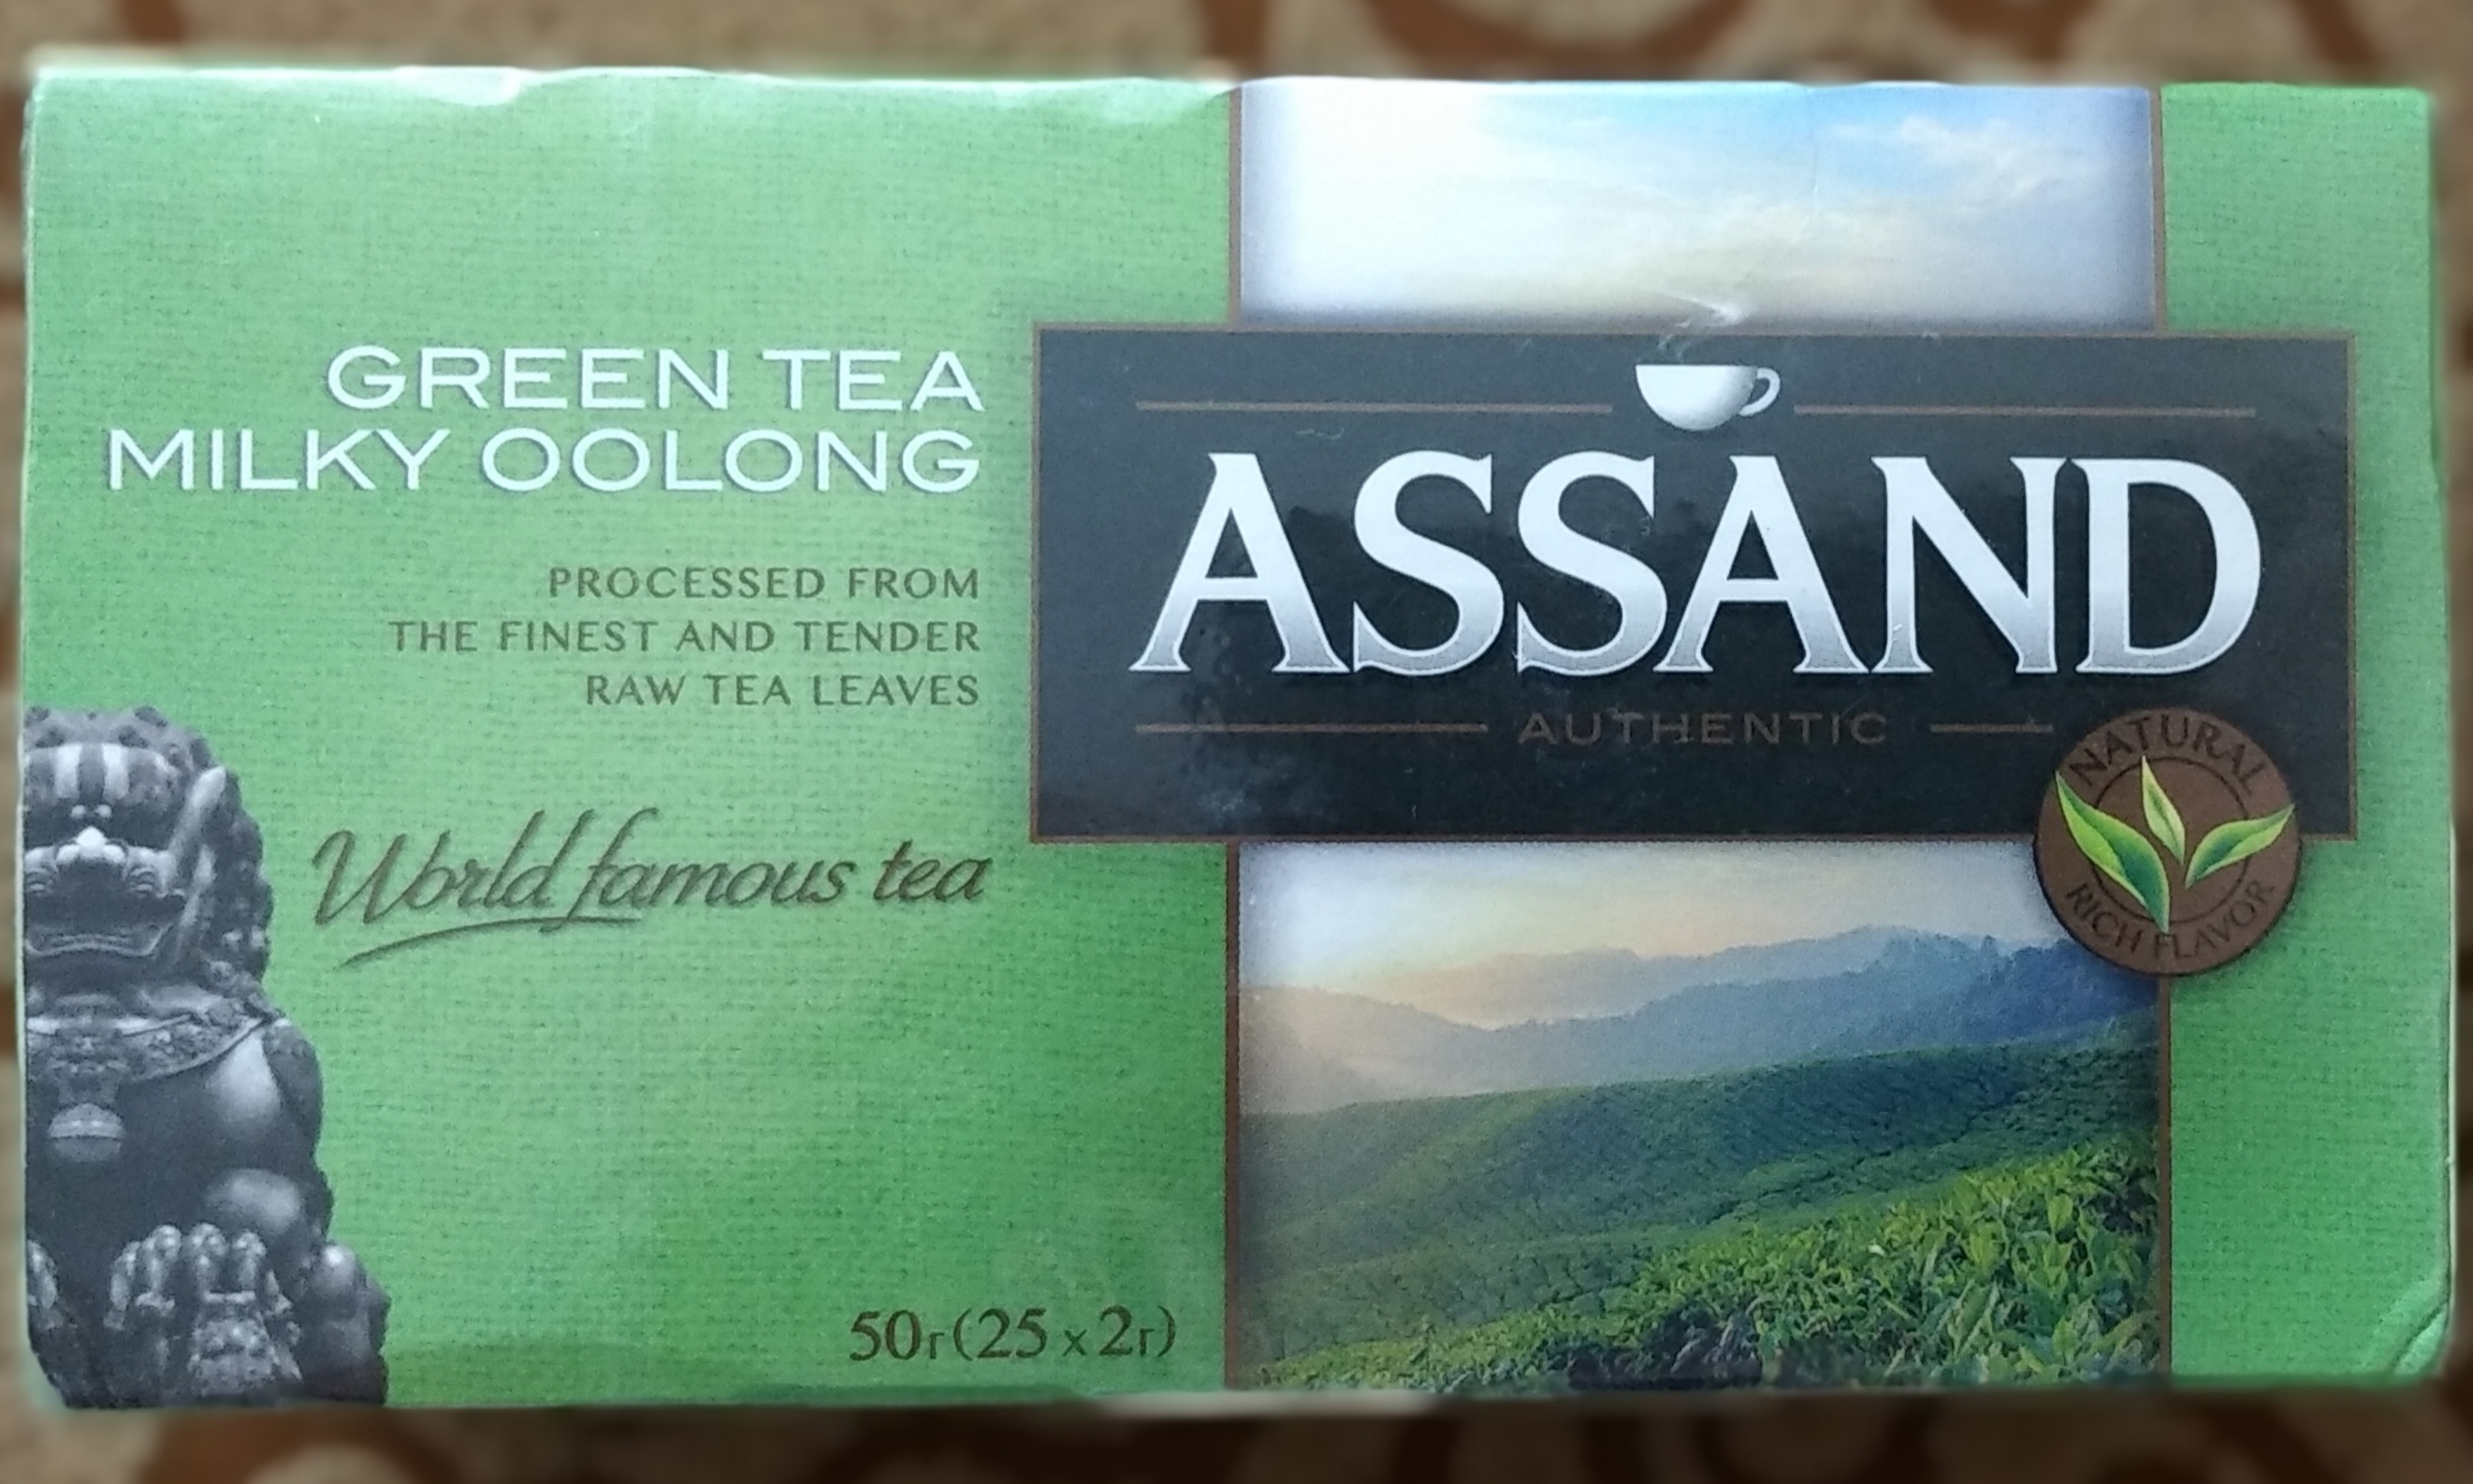 GREEN TEA
MILKY OOLONG
PROCESSED FROM
THE FINEST AND TENDER
RAW TEA LEAVES
World famous tea
50г(25 x 2г)
ASSAND
AUTHENTIC
NATURAL
RICH FLAVOR